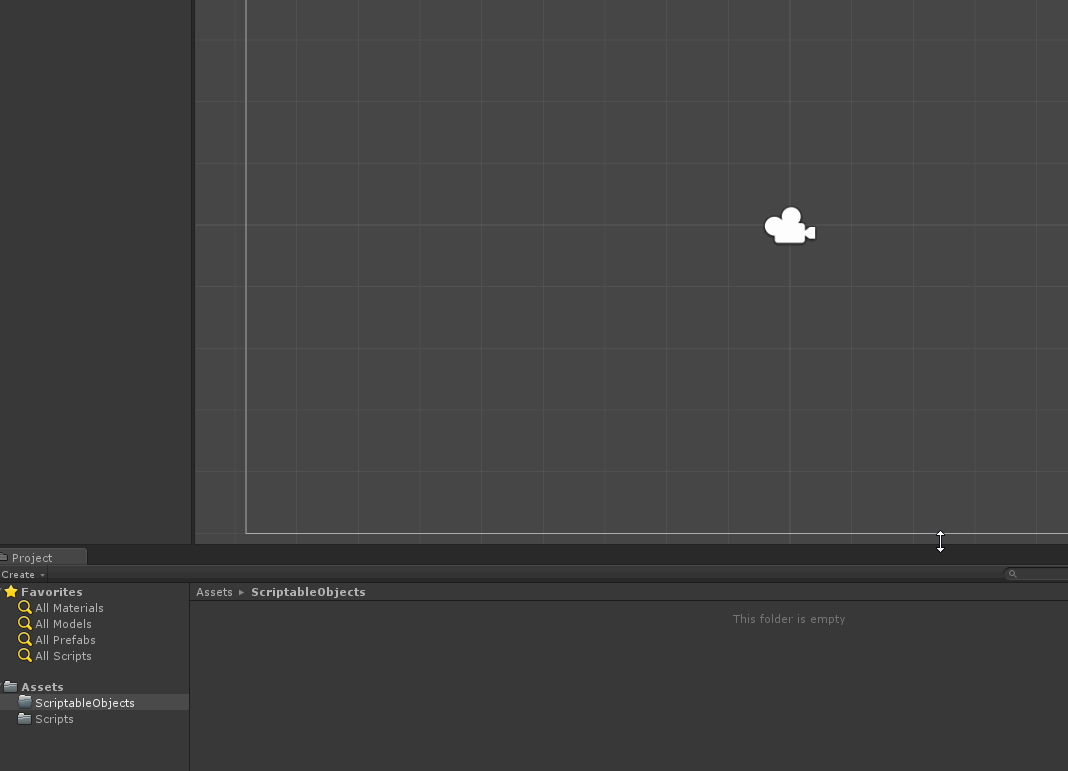 Project
Create
Favorites
All Materials
All Models
All Prefabs
All Scripts
Assets
ScriptableObjects
Scripts
Assets ▸ ScriptableObjects
This folder is empty